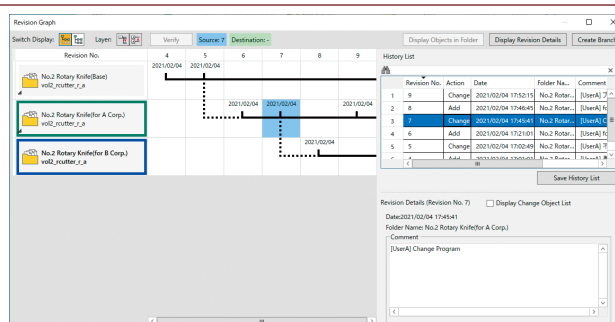 Revision Graph
Switch Display: Layer: Verify Source: 7 Destination: - Display Objects in Folder Display Revision Details Create Branch
Revision No. 4 5 6 7 8 9
History List
2021/02/04 2021/02/04
No.2 Rotary Knife(Base)
vol2_rcutter_r_a
2021/02/04 2021/02/04 2021/02/04
No.2 Rotary Knife(for A Corp.)
vol2_rcutter_r_a
2021/02/04
No.2 Rotary Knife(for B Corp.)
vol2_rcutter_r_a
Revision No. Action Date Folder Na... Comment
1 9 Change 2021/02/04 17:52:15 No.2 Rotar... [UserA]
2 8 Add 2021/02/04 17:46:45 No.2 Rotar... [UserA] fo
3 7 Change 2021/02/04 17:45:41 No.2 Rotar... [UserA] C
4 6 Add 2021/02/04 17:21:01 No.2 Rotar... [UserA] fo
5 5 Change 2021/02/04 17:02:49 No.2 Rotar... [UserA]
Save History List
Revision Details (Revision No. 7) Display Change Object List
Date:2021/02/04 17:45:41
Folder Name: No.2 Rotary Knife(for A Corp.)
Comment
[UserA] Change Program